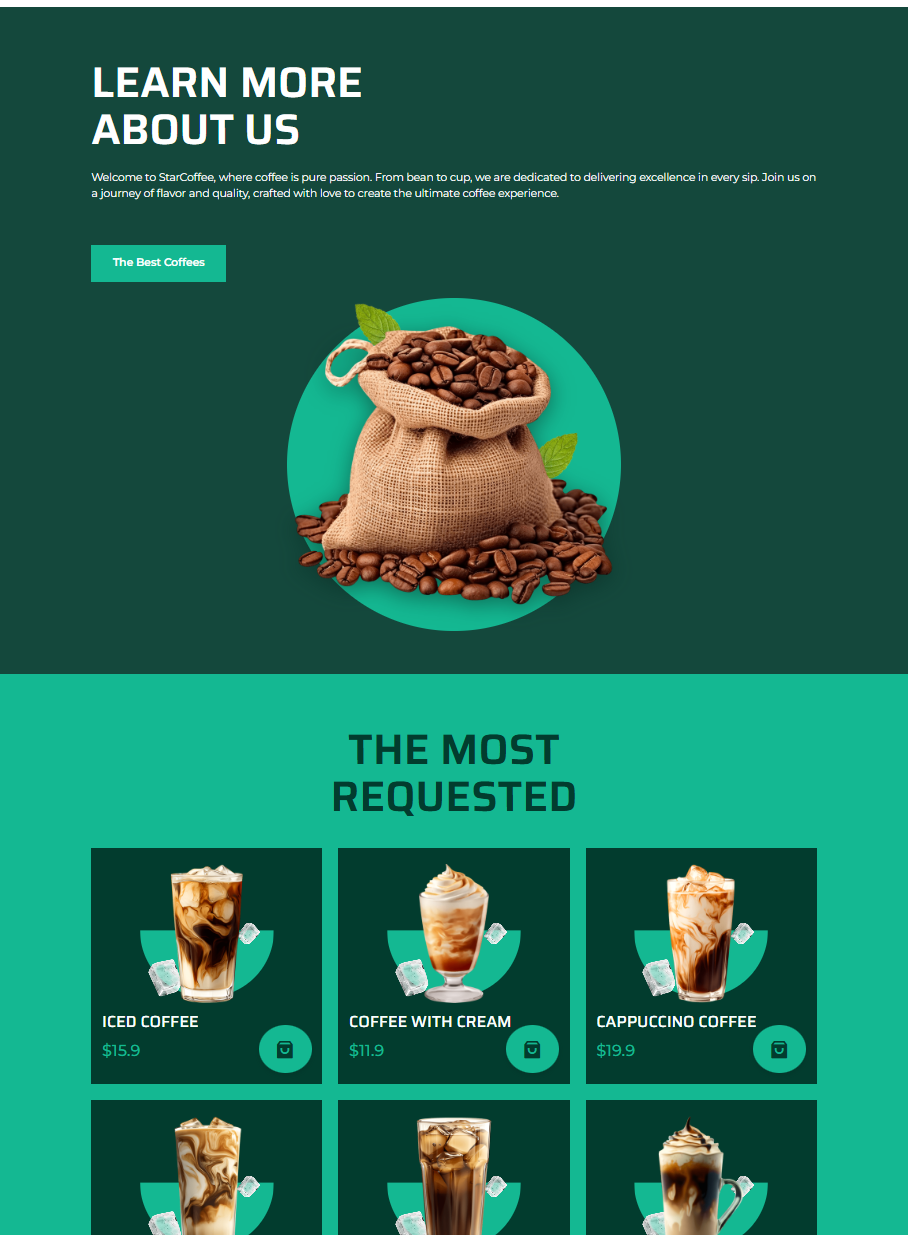 LEARN MORE
ABOUT US
Welcome to StarCoffee, where coffee is pure passion. From bean to cup, we are dedicated to delivering excellence in every sip. Join us on
a journey of flavor and quality, crafted with love to create the ultimate coffee experience.
The Best Coffees
THE MOST
REQUESTED
ICED COFFEE
$15.9
COFFEE WITH CREAM
$11.9
CAPPUCCINO COFFEE
$19.9